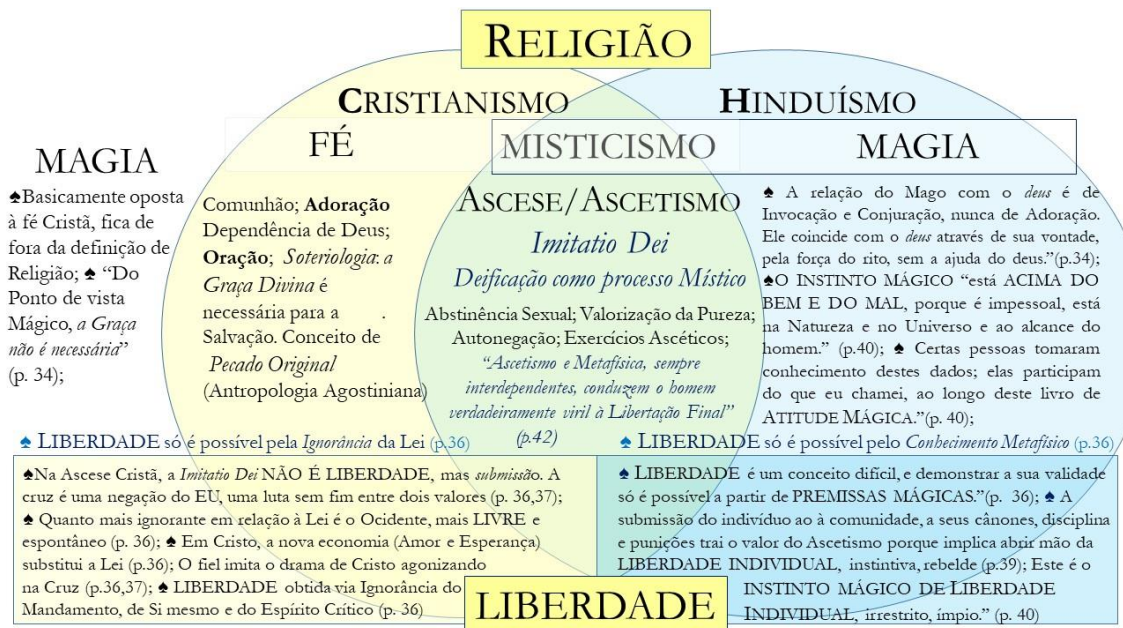 RELIGIÃO
CRISTIANISMO
HINDUÍSMO
FÉ
MISTICISMO
MAGIA
MAGIA
♠Basicamente oposta
à fé Cristã, fica de
fora da definição de
Religião; ♠ “Do
Ponto de vista
Mágico, a Graça
não é necessária”
(p. 34);
Comunhão; Adoração
Dependência de Deus;
Oração; Soteriologia: a
Graça Divina é
necessária para a .
Salvação. Conceito de
Pecado Original
(Antropologia Agostiniana)
ASCESE/ASCETISMO
Imitatio Dei
Deificação como processo Místico
Abstinência Sexual; Valorização da Pureza;
Autonegação; Exercícios Ascéticos;
“Ascetismo e Metafísica, sempre
interdependentes, conduzem o homem
verdadeiramente viril à Libertação Final”
(p.42)
♠ A relação do Mago com o deus é de
Invocação e Conjuração, nunca de Adoração.
Ele coincide com o deus através de sua vontade,
pela força do rito, sem a ajuda do deus.”(p.34);
♠O INSTINTO MÁGICO “está ACIMA DO
BEM E DO MAL, porque é impessoal, está
na Natureza e no Universo e ao alcance do
homem.” (p.40); ♠ Certas pessoas tomaram
conhecimento destes dados; elas participam
do que eu chamei, ao longo deste livro de
ATITUDE MÁGICA.”(p. 40);
♠ LIBERDADE só é possível pela Ignorância da Lei (p.36)
♠ LIBERDADE só é possível pelo Conhecimento Metafísico (p.36)
♠Na Ascese Cristã, a Imitatio Dei NÃO É LIBERDADE, mas submissão. A
cruz é uma negação do EU, uma luta sem fim entre dois valores (p. 36,37);
♠ Quanto mais ignorante em relação à Lei é o Ocidente, mais LIVRE e
espontâneo (p. 36); ♠ Em Cristo, a nova economia (Amor e Esperança)
substitui a Lei (p.36); O fiel imita o drama de Cristo agonizando
na Cruz (p.36,37); ♠ LIBERDADE obtida via Ignorância do
Mandamento, de Si mesmo e do Espírito Crítico (p. 36)
♠ LIBERDADE é um conceito difícil, e demonstrar a sua validade
só é possível a partir de PREMISSAS MÁGICAS.”(p. 36); ♠ A
submissão do indivíduo ao à comunidade, a seus cânones, disciplina
e punições trai o valor do Ascetismo porque implica abrir mão da
LIBERDADE INDIVIDUAL, instintiva, rebelde (p.39); Este é o
INSTINTO MÁGICO DE LIBERDADE
INDIVIDUAL, irrestrito, ímpio.” (p. 40)
LIBERDADE